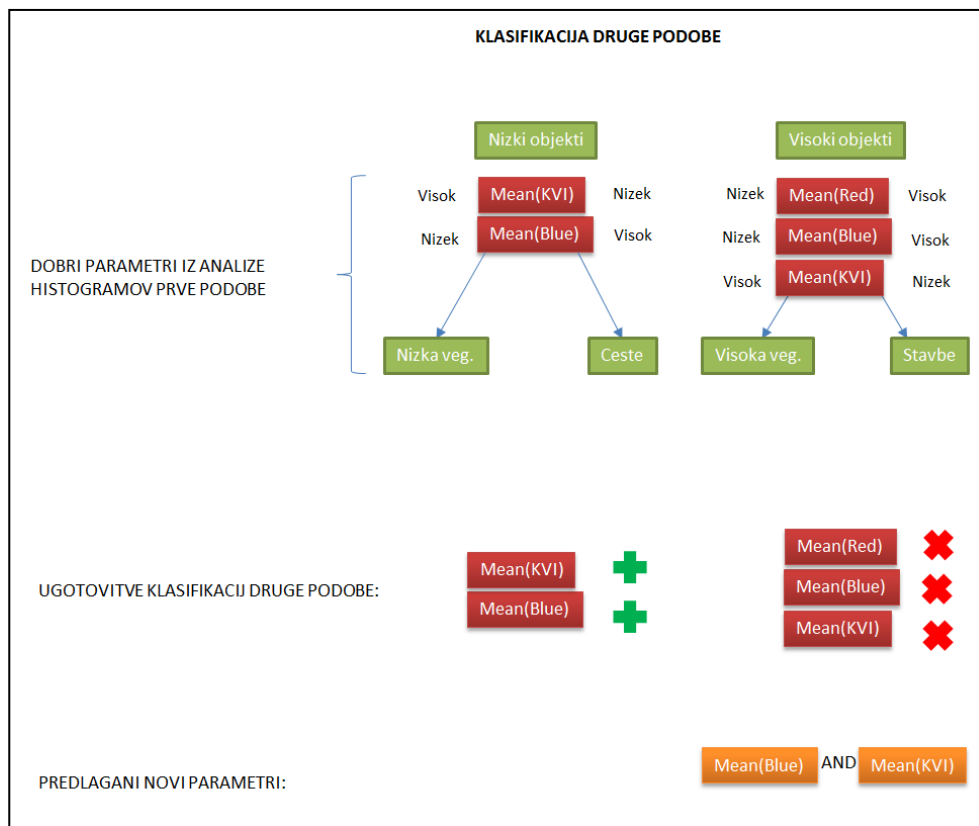 KLASIFIKACIJA DRUGE PODOBE
Nizki objekti
Visoki objekti
Visok
Mean(KVI)
Nizek
Nizek
Mean(Red)
Visok
Nizek
Mean(Blue)
Visok
Nizek
Mean(Blue)
Visok
Visok
Mean(KVI)
Nizek
DOBRI PARAMETRI IZ ANALIZE
HISTOGRAMOV PRVE PODOBE
Nizka veg.
Ceste
Visoka veg.
Stavbe
UGOTOVITVE KLASIFIKACIJ DRUGE PODOBE:
Mean(KVI)
Mean(Blue)
Mean(Red)
Mean(Blue)
Mean(KVI)
PREDLAGANI NOVI PARAMETRI:
Mean(Blue) AND Mean(KVI)